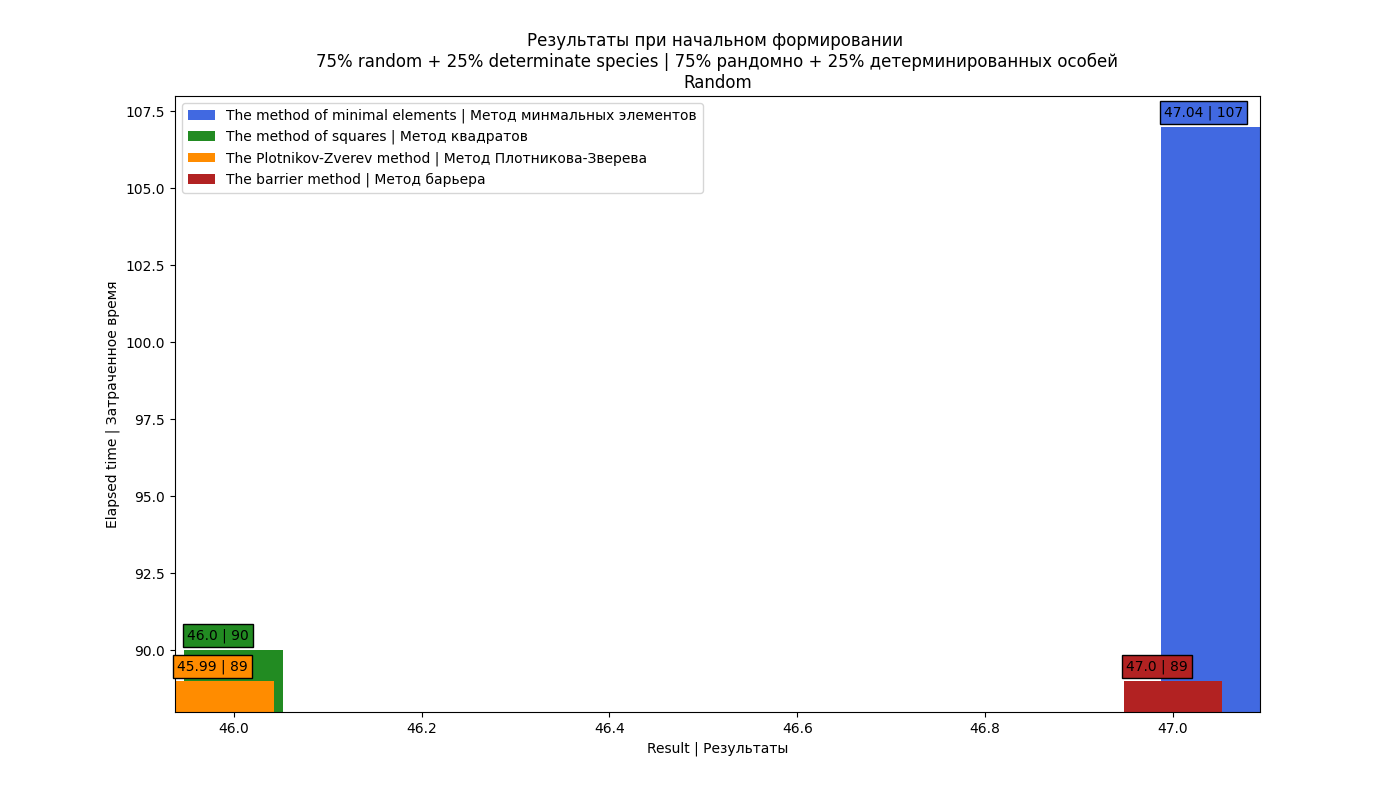 Результаты при начальном формировании
75% random + 25% determinate species | 75% рандомно + 25% детерминированных особей
Random
The method of minimal elements | Метод минмальных элементов
The method of squares | Метод квадратов
The Plotnikov-Zverev method | Метод Плотникова-Зверева
The barrier method | Метод барьера
47.04 | 107
46.0 | 90
45.99 | 89
47.0 | 89
107.5
105.0
102.5
100.0
97.5
95.0
92.5
90.0
Elapsed time | Затраченное время
46.0 46.2 46.4 46.6 46.8 47.0
Result | Результаты